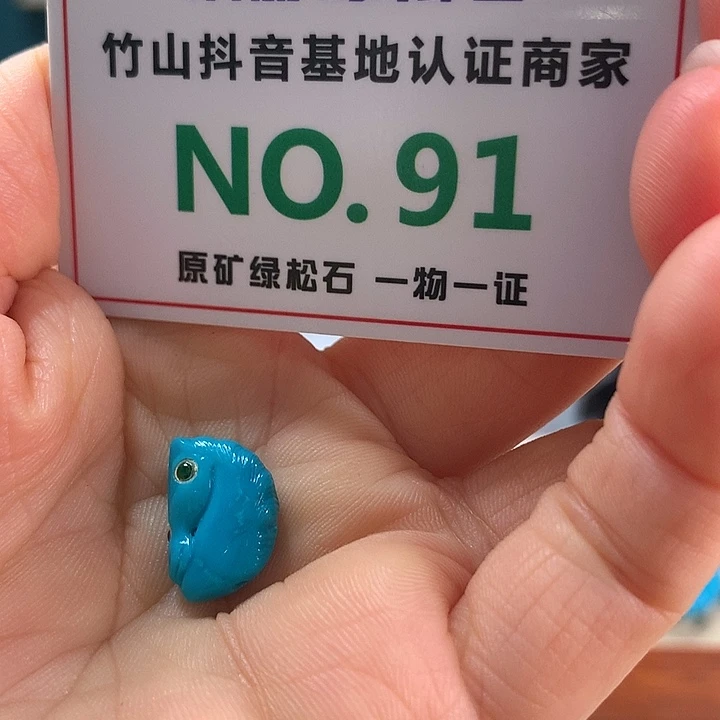 竹山抖音基地认证商家
NO.91
原矿绿松石 一物一证